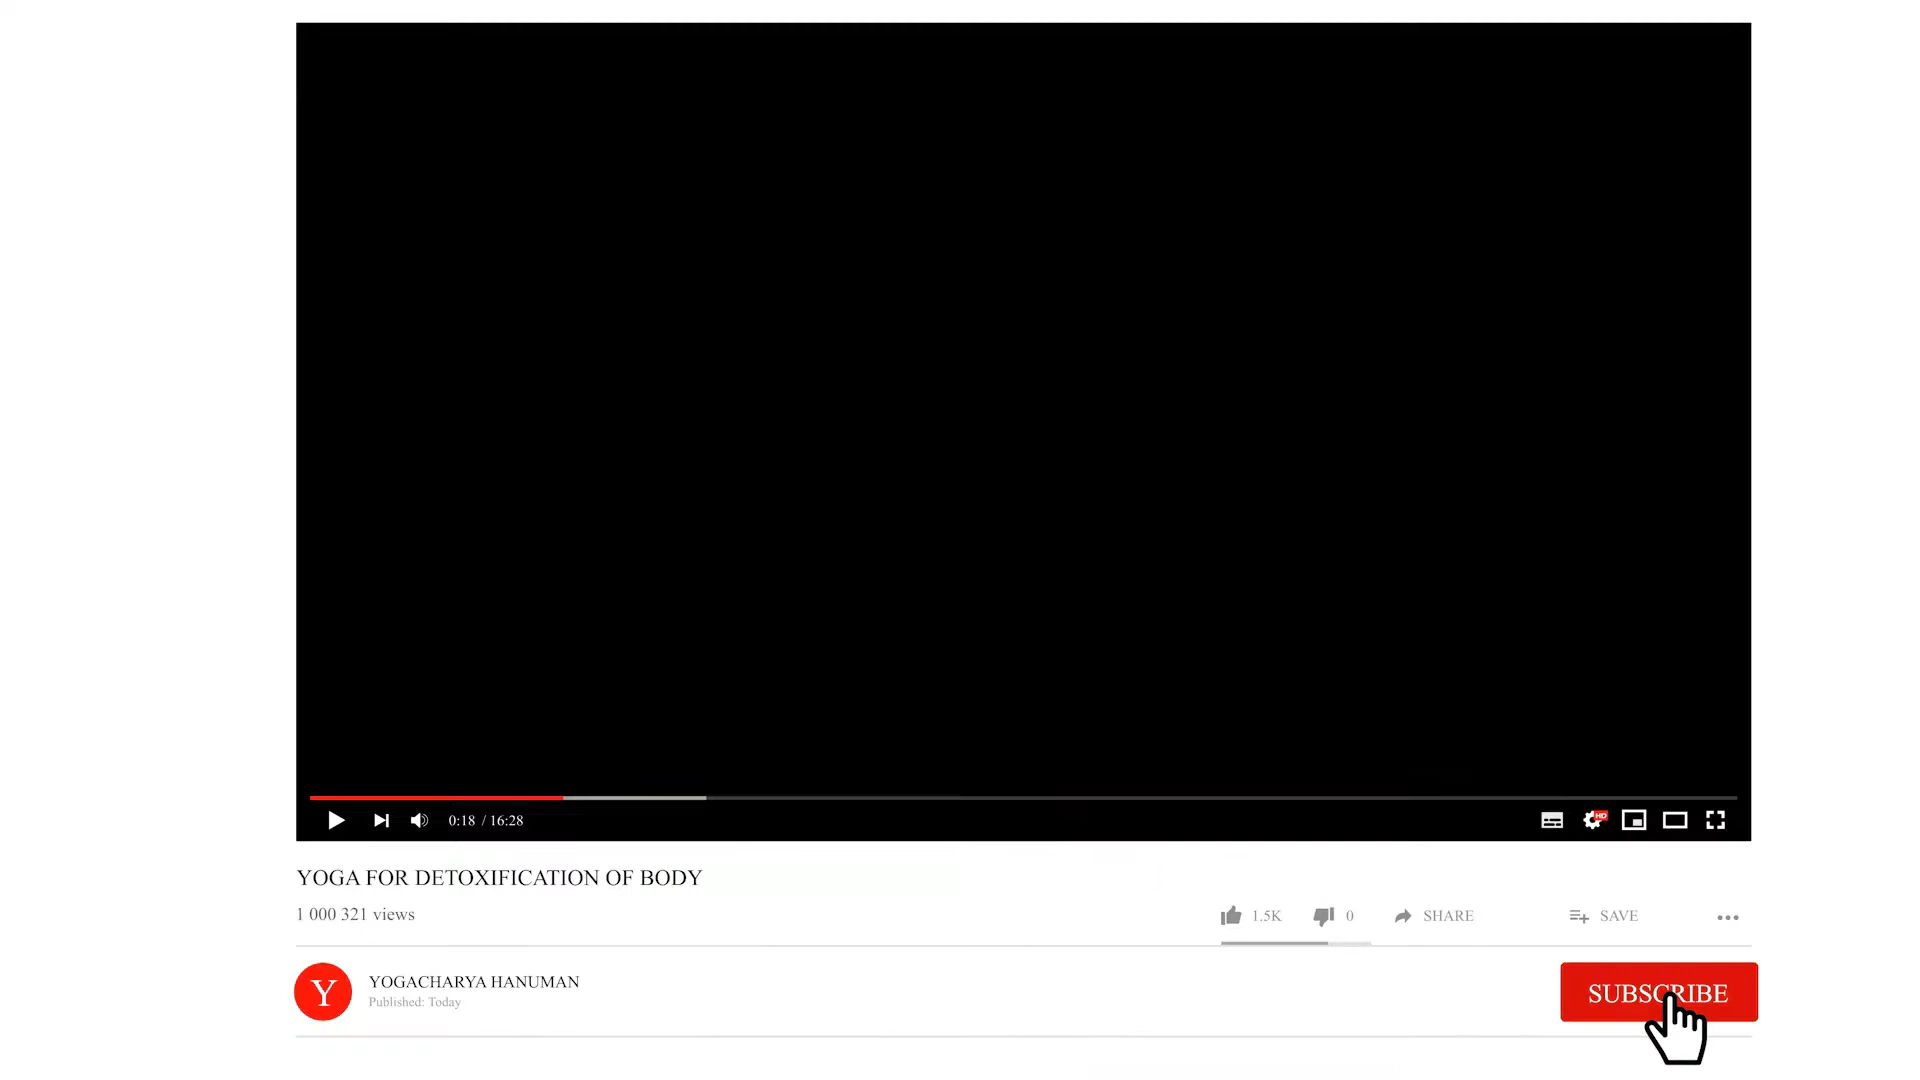 0:18 / 16:28
HD
YOGA FOR DETOXIFICATION OF BODY
1 000 321 views
1.5K
0
SHARE
SAVE
Y
YOGACHARYA HANUMAN
Published: Today
SUBSCRIBE